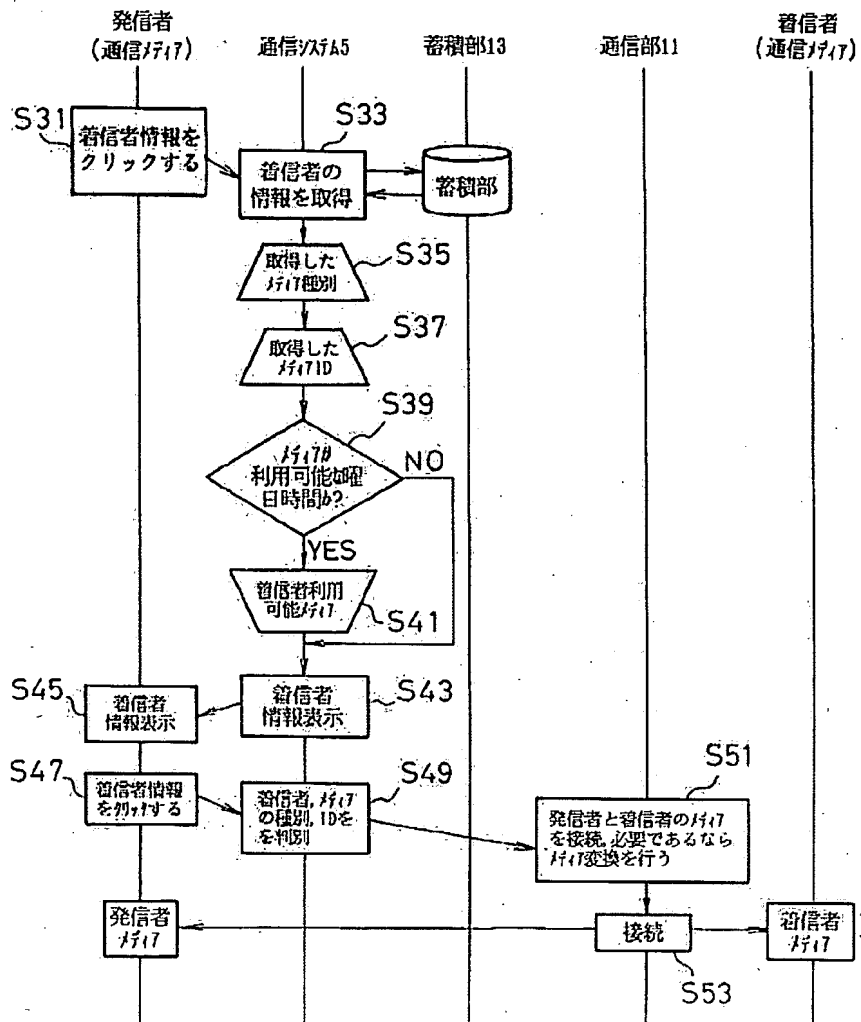 発信者
(通信メディア)
通信システム5
蓄積部13
通信部11
着信者
(通信メディア)
S31
着信者情報を
クリックする
S33
着信者の
情報を取得
蓄積部
S35
取得した
メディア種別
S37
取得した
メディアID
S39
メディアが
利用可能な曜
日時間か?
NO
YES
着信者利用
可能メディア
S41
S43
着信者
情報表示
S45
着信者
情報表示
S47
着信者情報
をクリックする
S49
着信者,メディア
の種別,IDを
を判別
S51
発信者と着信者のメディア
を接続,必要であるなら
メディア変換を行う
発信者
メディア
接続
着信者
メディア
S53